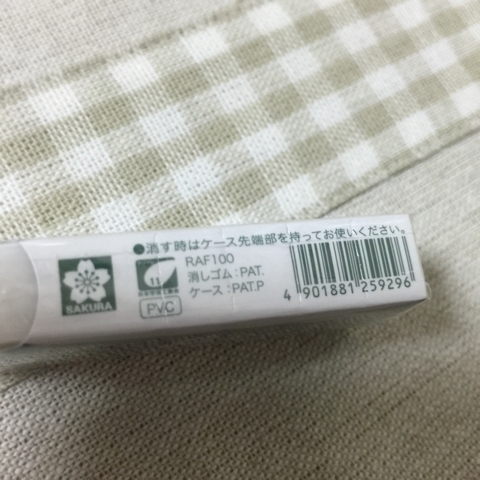 ●消す時はケース先端部を持ってお使いください。
RAF100
消しゴム:PAT.
ケース:PAT.P
SAKURA
11
PVC
4 901881 259296